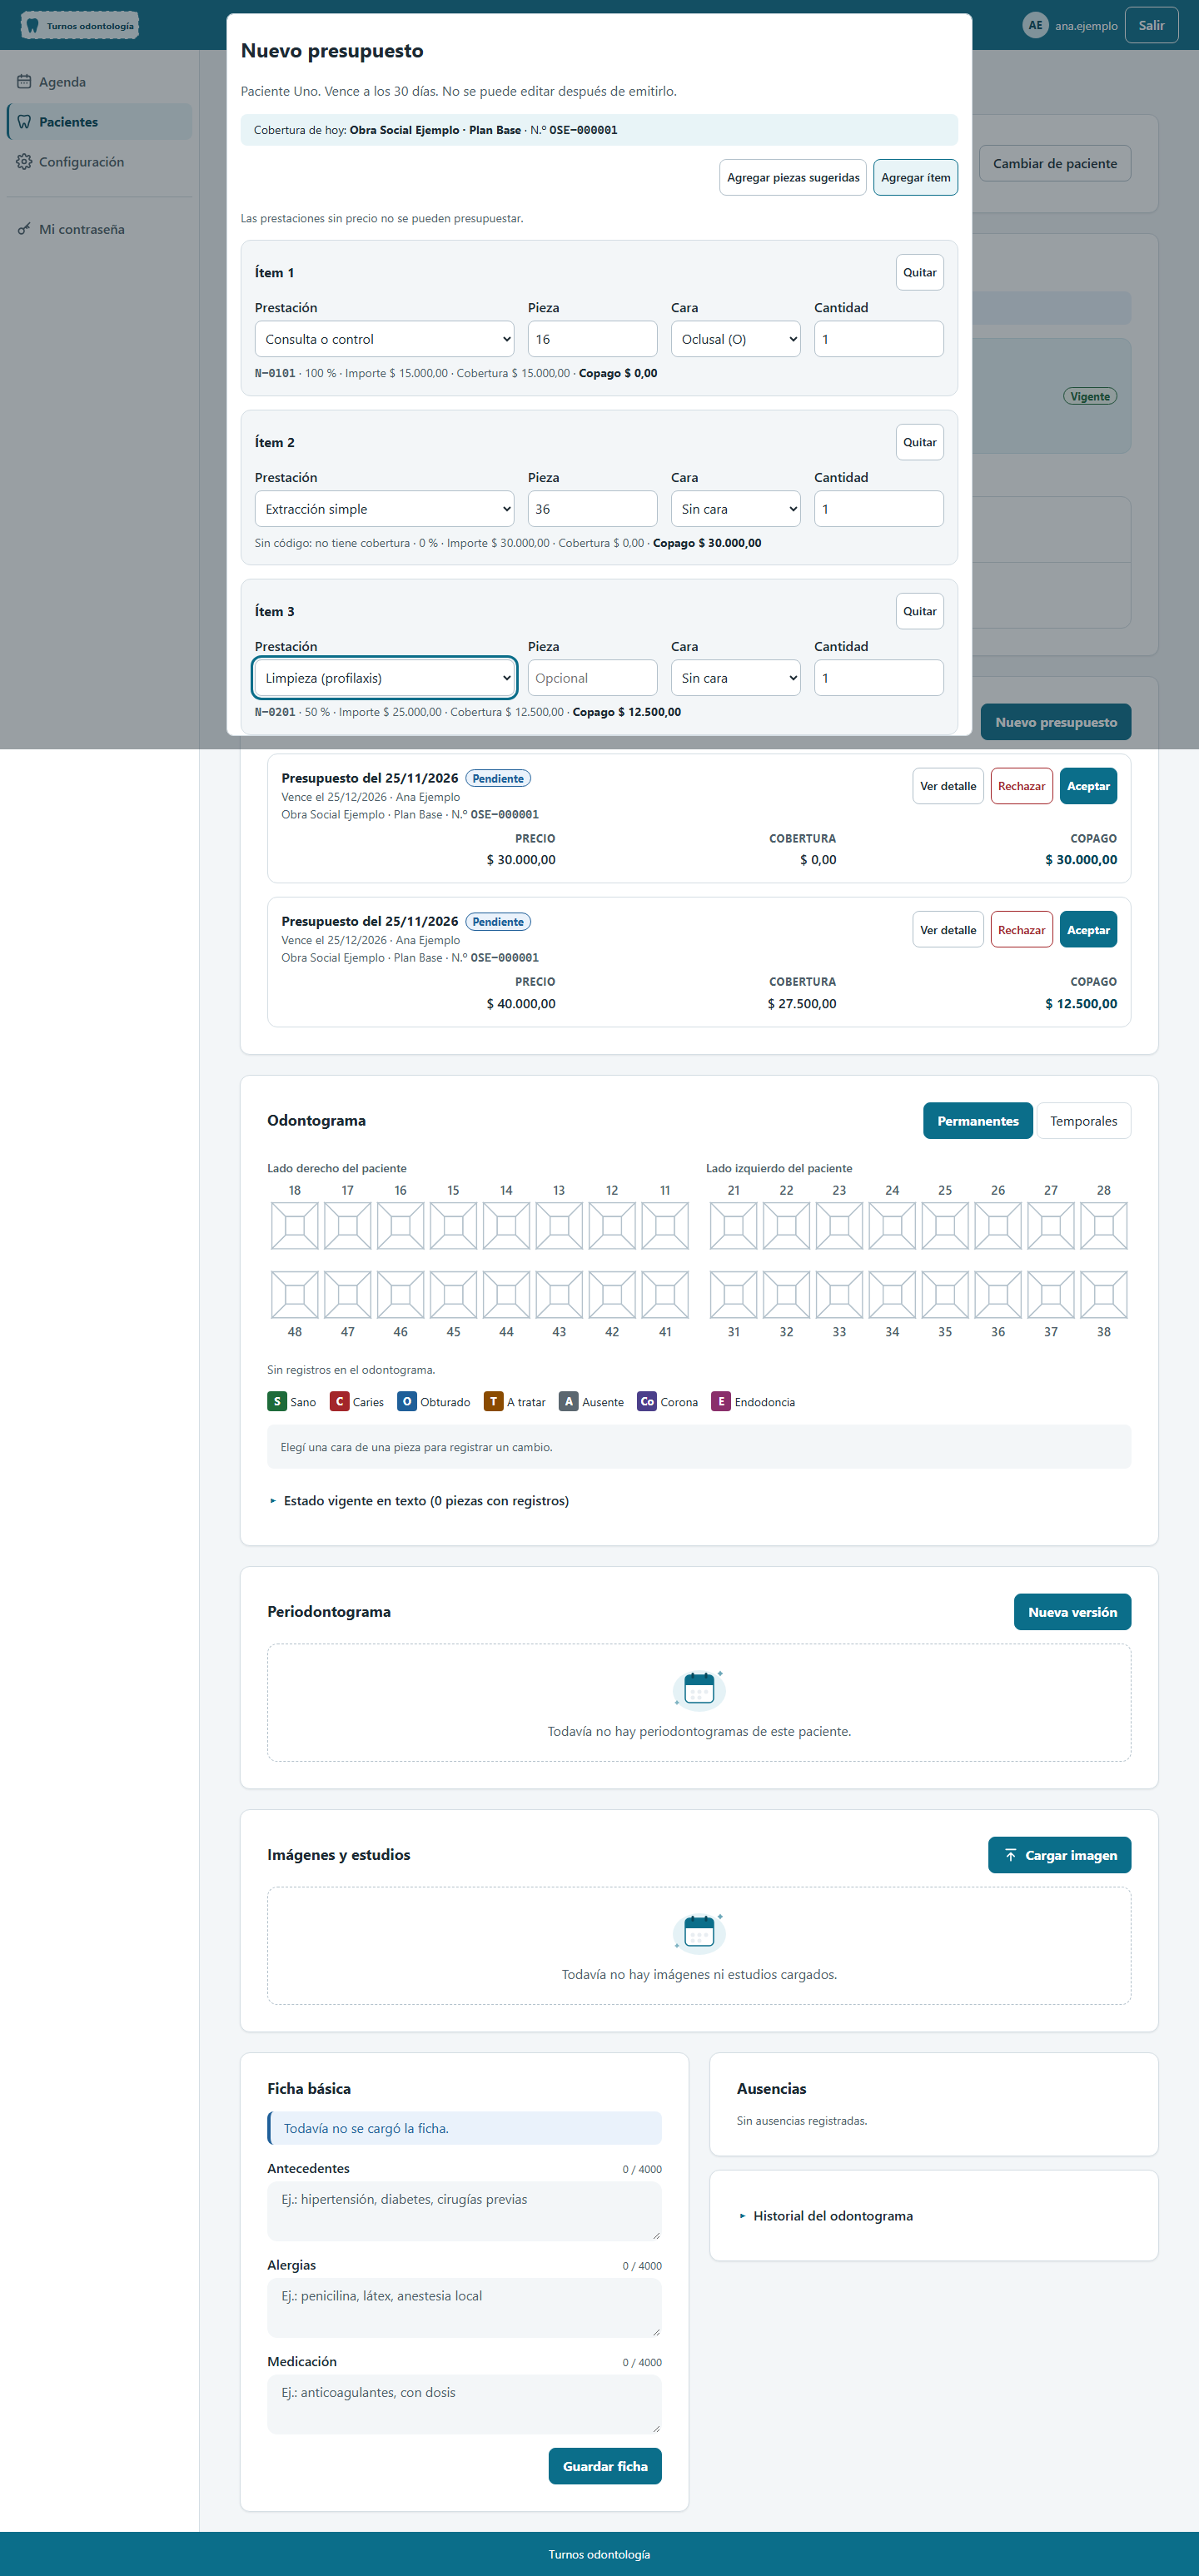 Turnos odontología
AE ana.ejemplo Salir
Agenda
Pacientes
Configuración
Mi contraseña
Cambiar de paciente
Vigente
Nuevo presupuesto
Nuevo presupuesto
Paciente Uno. Vence a los 30 días. No se puede editar después de emitirlo.
Cobertura de hoy: Obra Social Ejemplo · Plan Base · N.º OSE-000001
Agregar piezas sugeridas Agregar ítem
Las prestaciones sin precio no se pueden presupuestar.
Ítem 1 Quitar
Prestación Pieza Cara Cantidad
Consulta o control 16 Oclusal (O) 1
N-0101 · 100 % · Importe $ 15.000,00 · Cobertura $ 15.000,00 · Copago $ 0,00
Ítem 2 Quitar
Prestación Pieza Cara Cantidad
Extracción simple 36 Sin cara 1
Sin código: no tiene cobertura · 0 % · Importe $ 30.000,00 · Cobertura $ 0,00 · Copago $ 30.000,00
Ítem 3 Quitar
Prestación Pieza Cara Cantidad
Limpieza (profilaxis) Opcional Sin cara 1
N-0201 · 50 % · Importe $ 25.000,00 · Cobertura $ 12.500,00 · Copago $ 12.500,00
Presupuesto del 25/11/2026 Pendiente Ver detalle Rechazar Aceptar
Vence el 25/12/2026 · Ana Ejemplo
Obra Social Ejemplo · Plan Base · N.º OSE-000001
PRECIO COBERTURA COPAGO
$ 30.000,00 $ 0,00 $ 30.000,00
Presupuesto del 25/11/2026 Pendiente Ver detalle Rechazar Aceptar
Vence el 25/12/2026 · Ana Ejemplo
Obra Social Ejemplo · Plan Base · N.º OSE-000001
PRECIO COBERTURA COPAGO
$ 40.000,00 $ 27.500,00 $ 12.500,00
Odontograma Permanentes Temporales
Lado derecho del paciente Lado izquierdo del paciente
18 17 16 15 14 13 12 11 21 22 23 24 25 26 27 28
48 47 46 45 44 43 42 41 31 32 33 34 35 36 37 38
Sin registros en el odontograma.
S Sano C Caries O Obturado T A tratar A Ausente Co Corona E Endodoncia
Elegí una cara de una pieza para registrar un cambio.
Estado vigente en texto (0 piezas con registros)
Periodontograma Nueva versión
Todavía no hay periodontogramas de este paciente.
Imágenes y estudios Cargar imagen
Todavía no hay imágenes ni estudios cargados.
Ficha básica
Todavía no se cargó la ficha.
Antecedentes 0 / 4000
Ej.: hipertensión, diabetes, cirugías previas
Alergias 0 / 4000
Ej.: penicilina, látex, anestesia local
Medicación 0 / 4000
Ej.: anticoagulantes, con dosis
Guardar ficha
Ausencias
Sin ausencias registradas.
Historial del odontograma
Turnos odontología